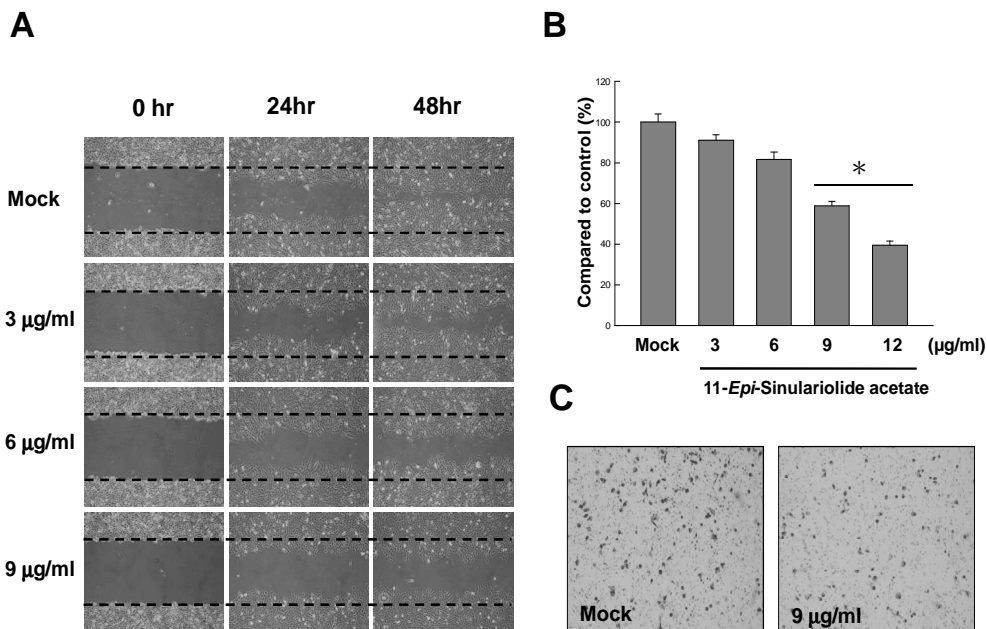 A
0 hr 24hr 48hr
Mock
3 µg/ml
6 µg/ml
9 µg/ml
B
Compared to control (%)
120
100
80
60
40
20
0
*
Mock 3 6 9 12 (µg/ml)
11-Epi-Sinulariolide acetate
C
Mock
9 µg/ml